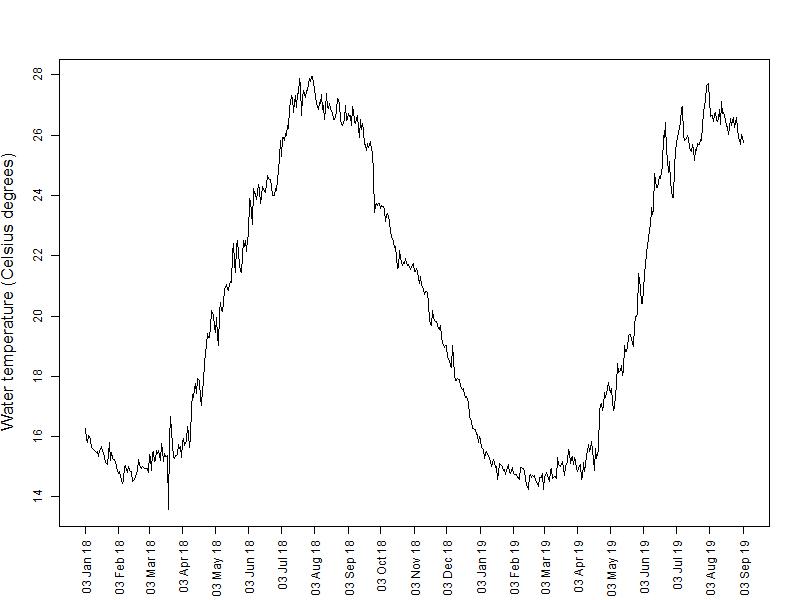 Water temperature (Celsius degrees)
28
26
24
22
20
18
16
14
03 Jan 18
03 Feb 18
03 Mar 18
03 Apr 18
03 May 18
03 Jun 18
03 Jul 18
03 Aug 18
03 Sep 18
03 Oct 18
03 Nov 18
03 Dec 18
03 Jan 19
03 Feb 19
03 Mar 19
03 Apr 19
03 May 19
03 Jun 19
03 Jul 19
03 Aug 19
03 Sep 19